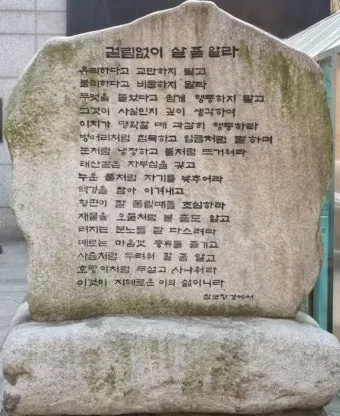 걸림없이 살 줄 알라
유리하다고 교만하지 말고
불리하다고 비굴하지 말라
무엇을 들었다고 쉽게 행동하지 말고
그것이 사실인지 깊이 생각하여
이치가 명확할 때 과감히 행동하라
벙어리처럼 침묵하고 임금처럼 말하며
눈처럼 냉정하고 불처럼 뜨거워라
태산같은 자부심을 갖고
누운 풀처럼 자기를 낮추어라
역경을 참아 이겨내고
형편이 잘 풀릴때를 조심하라
재물을 오물처럼 볼 줄도 알고
터지는 분노를 잘 다스려라
때로는 마음껏 풍류를 즐기고
사슴처럼 두려워 할 줄 알고
호랑이처럼 무섭고 사나워라
이것이 지혜로운 이의 삶이니라
잡보장경에서